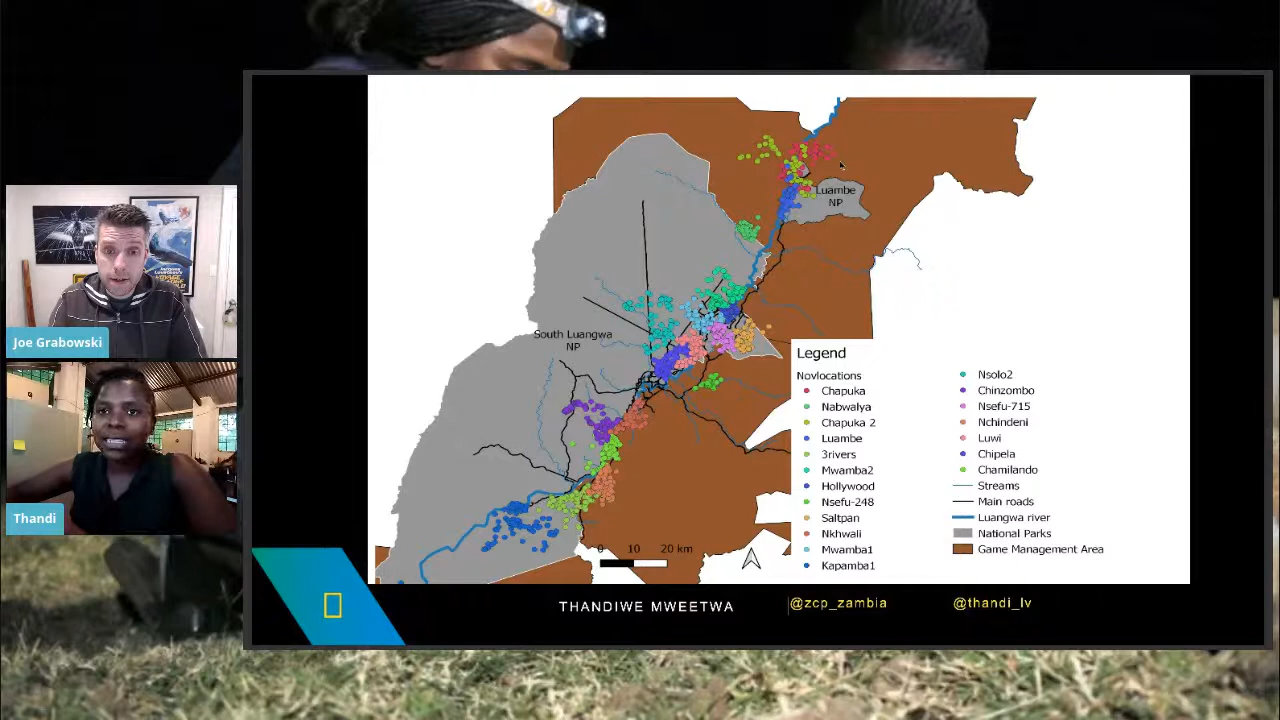 Luambe
NP
South Luangwa
NP
Legend
Novlocations
Chapuka
Nabwalya
Chapuka 2
Luambe
3rivers
Mwamba2
Hollywood
Nsefu-248
Saltpan
Nkhwali
Mwamba1
Kapamba1
Nsolo2
Chinzombo
Nsefu-715
Nchindeni
Luwi
Chipela
Chamilando
Streams
Main roads
Luangwa river
National Parks
Game Management Area
0 10 20 km
Joe Grabowski
Thandi
THANDIWE MWEETWA
@zcp_zambia
@thandi_lv